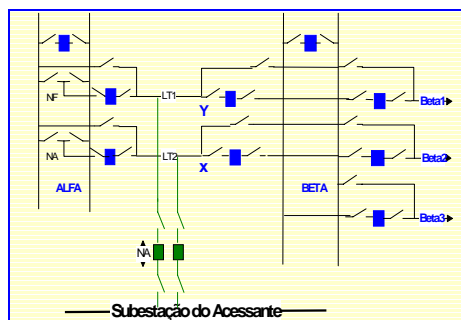 NF
LT1
Y
Beta1
NA
LT2
X
Beta2
ALFA
BETA
Beta3
NA
Subestação do Acessante